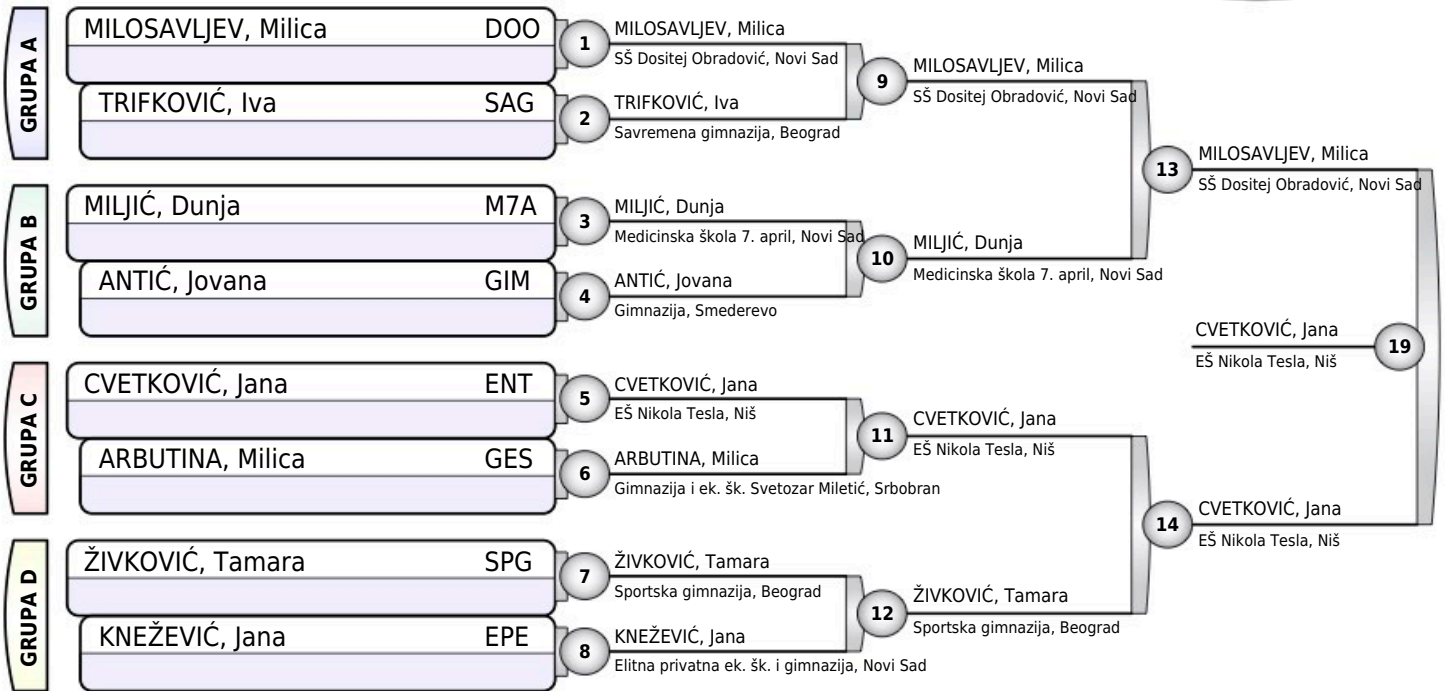 GRUPA A
MILOSAVLJEV, Milica DOO
TRIFKOVIĆ, Iva SAG
GRUPA B
MILJIĆ, Dunja M7A
ANTIĆ, Jovana GIM
GRUPA C
CVETKOVIĆ, Jana ENT
ARBUTINA, Milica GES
GRUPA D
ŽIVKOVIĆ, Tamara SPG
KNEŽEVIĆ, Jana EPE
1
MILOSAVLJEV, Milica
SŠ Dositej Obradović, Novi Sad
2
TRIFKOVIĆ, Iva
Savremena gimnazija, Beograd
3
MILJIĆ, Dunja
Medicinska škola 7. april, Novi Sad
4
ANTIĆ, Jovana
Gimnazija, Smederevo
5
CVETKOVIĆ, Jana
EŠ Nikola Tesla, Niš
6
ARBUTINA, Milica
Gimnazija i ek. šk. Svetozar Miletić, Srbobran
7
ŽIVKOVIĆ, Tamara
Sportska gimnazija, Beograd
8
KNEŽEVIĆ, Jana
Elitna privatna ek. šk. i gimnazija, Novi Sad
9
MILOSAVLJEV, Milica
SŠ Dositej Obradović, Novi Sad
10
MILJIĆ, Dunja
Medicinska škola 7. april, Novi Sad
11
CVETKOVIĆ, Jana
EŠ Nikola Tesla, Niš
12
ŽIVKOVIĆ, Tamara
Sportska gimnazija, Beograd
13
MILOSAVLJEV, Milica
SŠ Dositej Obradović, Novi Sad
14
CVETKOVIĆ, Jana
EŠ Nikola Tesla, Niš
CVETKOVIĆ, Jana
EŠ Nikola Tesla, Niš
19